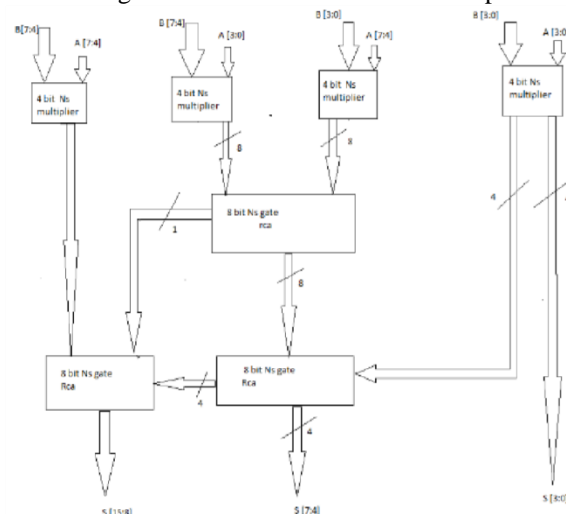 B[7:4]
A [7:4]
B [7:4]
A [3:0]
B[3:0]
A[7:4]
B [3:0]
A [3:0]
4 bit Ns
multiplier
4 bit Ns
multiplier
4 bit Ns
multiplier
4 bit Ns
multiplier
8
8
4
8 bit Ns gate
rca
1
8
8 bit Ns gate
Rca
8 bit Ns gate
Rca
4
4
S [15:8]
S [7:4]
S [3:0]